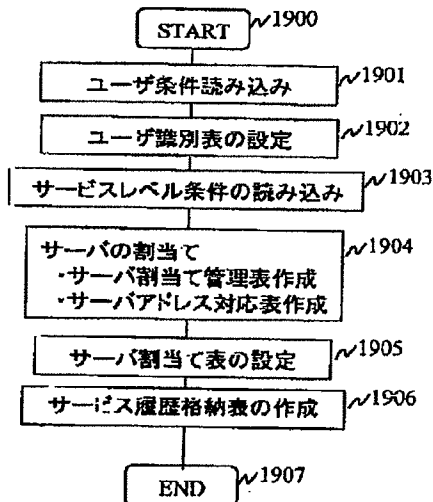 START 1900
ユーザ条件読み込み 1901
ユーザ識別表の設定 1902
サービスレベル条件の読み込み 1903
サーバの割当て 1904
・サーバ割当て管理表作成
・サーバアドレス対応表作成
サーバ割当て表の設定 1905
サービス履歴格納表の作成 1906
END 1907